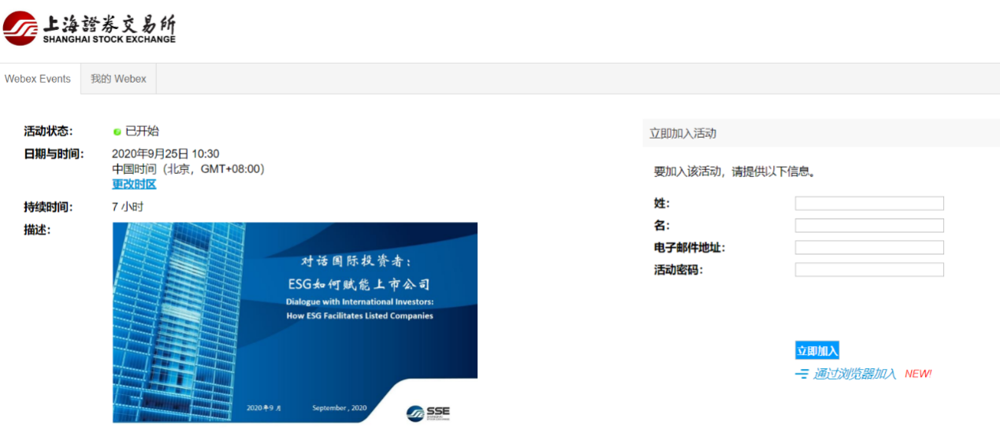 上海證券交易所
SHANGHAI STOCK EXCHANGE
Webex Events
我的 Webex
活动状态：
已开始
日期与时间：
2020年9月25日 10:30
中国时间（北京，GMT+08:00）
更改时区
持续时间：
7 小时
描述：
对话国际投资者：
ESG如何赋能上市公司
Dialogue with International Investors:
How ESG Facilitates Listed Companies
2020年9月
September , 2020
SSE
立即加入活动
要加入该活动，请提供以下信息。
姓：
名：
电子邮件地址：
活动密码：
立即加入
通过浏览器加入 NEW!